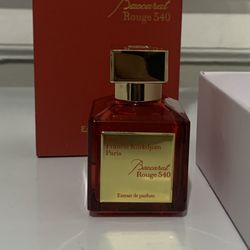 Baccarat
Rouge 540
E
Francis Kurkdjian
Paris
Baccarat
Rouge 540
Extrait de parfum